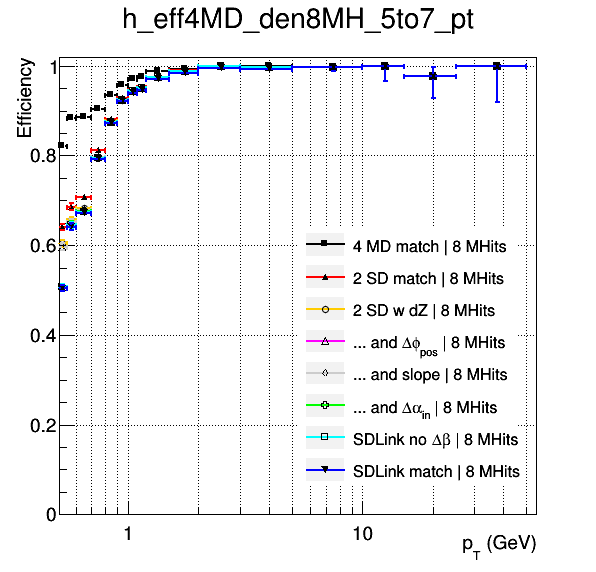 h_eff4MD_den8MH_5to7_pt
Efficiency
1
0.8
0.6
0.4
0.2
0
4 MD match | 8 MHits
2 SD match | 8 MHits
2 SD w dZ | 8 MHits
... and Δϕpos | 8 MHits
... and slope | 8 MHits
... and Δαin | 8 MHits
SDLink no Δβ | 8 MHits
SDLink match | 8 MHits
1 10
pT (GeV)